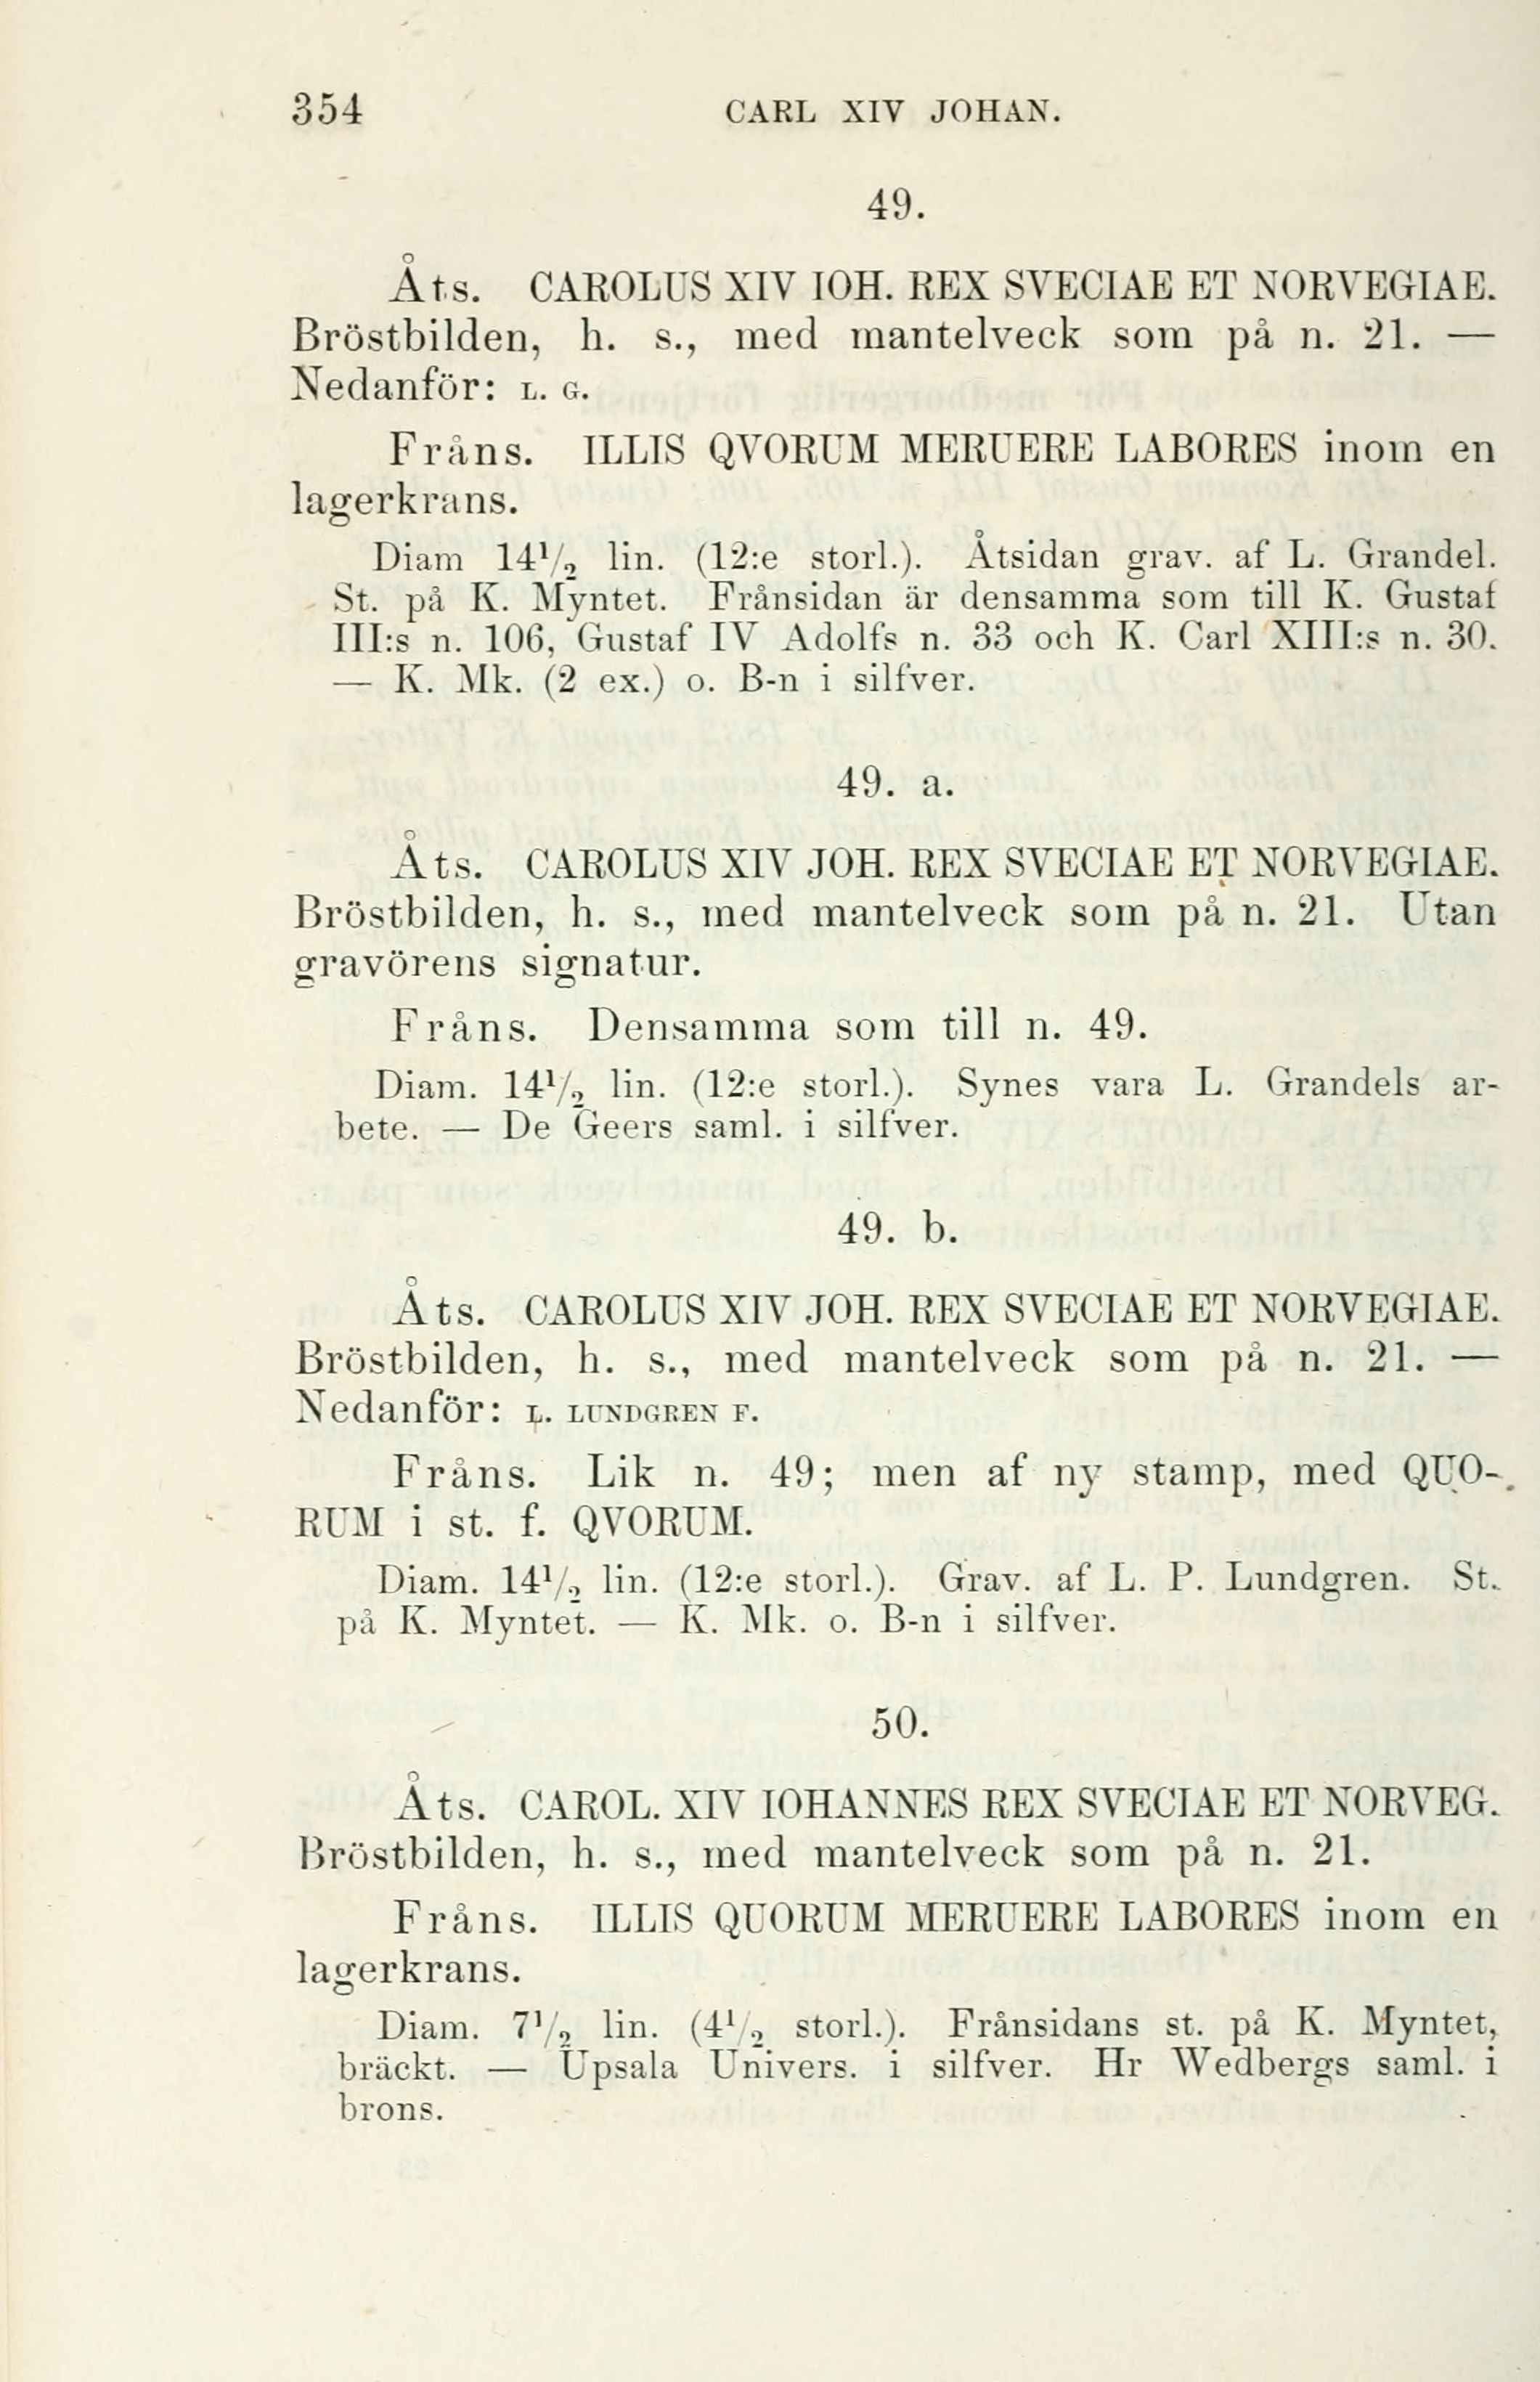 354 CARL XIV JOHAN.
49.
Åts. CAROLUS XIV IOH. REX SVECIAE ET NORVEGIAE.
Bröstbilden, h. s., med mantelveck som på n. 21. —
Nedanför: L. G.
Fråns. ILLIS QVORUM MERUERE LABORES inom en
lagerkrans.
Diam 14½ lin. (12:e storl.). Åtsidan grav. af L. Grandel.
St. på K. Myntet. Frånsidan är densamma som till K. Gustaf
III:s n. 106, Gustaf IV Adolfs n. 33 och K. Carl XIII:s n. 30.
— K. Mk. (2 ex.) o. B-n i silfver.
49. a.
Åts. CAROLUS XIV JOH. REX SVECIAE ET NORVEGIAE.
Bröstbilden, h. s., med mantelveck som på n. 21. Utan
gravörens signatur.
Fråns. Densamma som till n. 49.
Diam. 14½ lin. (12:e storl.). Synes vara L. Grandels ar-
bete. — De Geers saml. i silfver.
49. b.
Åts. CAROLUS XIV JOH. REX SVECIAE ET NORVEGIAE.
Bröstbilden, h. s., med mantelveck som på n. 21. —
Nedanför: L. LUNDGREN F.
Fråns. Lik n. 49; men af ny stamp, med QUO-
RUM i st. f. QVORUM.
Diam. 14½ lin. (12:e storl.). Grav. af L. P. Lundgren. St.
på K. Myntet. — K. Mk. o. B-n i silfver.
50.
Åts. CAROL. XIV IOHANNES REX SVECIAE ET NORVEG.
Bröstbilden, h. s., med mantelveck som på n. 21.
Fråns. ILLIS QUORUM MERUERE LABORES inom en
lagerkrans.
Diam. 7½ lin. (4½ storl.). Frånsidans st. på K. Myntet,
bräckt. — Upsala Univers. i silfver. Hr Wedbergs saml. i
brons.